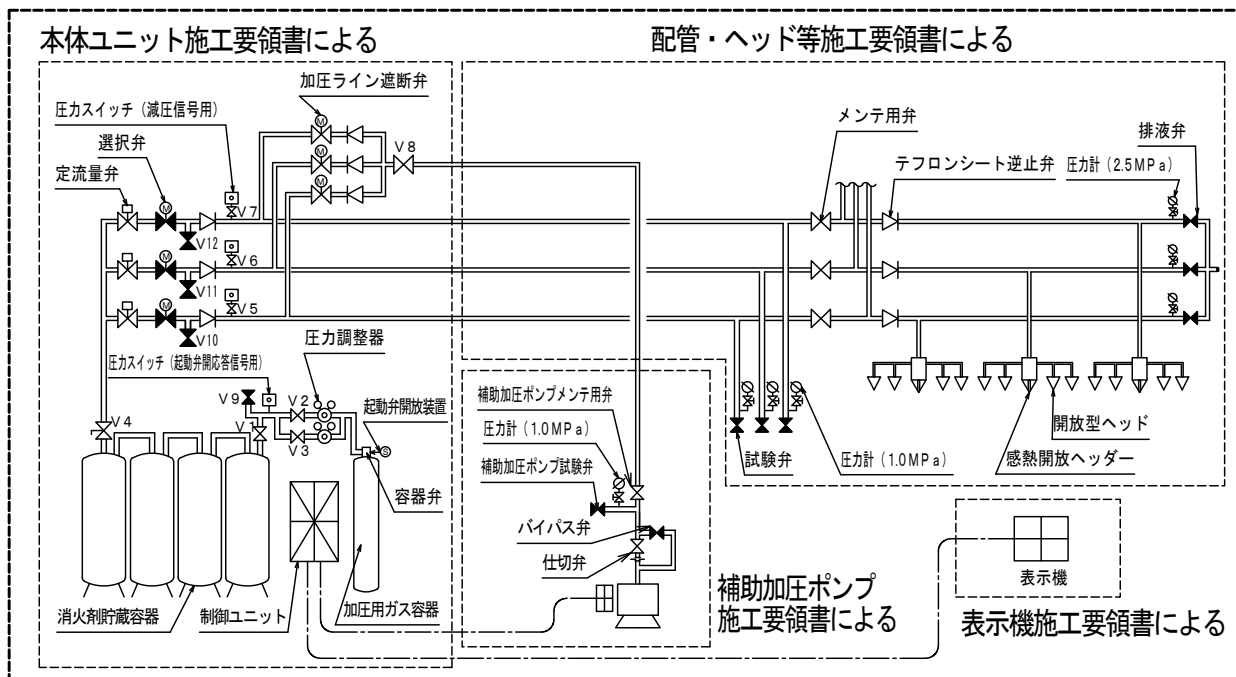 本体ユニット施工要領書による
配管・ヘッド等施工要領書による
加圧ライン遮断弁
圧力スイッチ（減圧信号用）
選択弁
定流量弁
M
M
M
V8
メンテ用弁
テフロンシート逆止弁
排液弁
圧力計（2.5MPa）
M
V7
V12
M
V6
V11
M
V5
V10
圧力調整器
圧力スイッチ（起動弁開応答信号用）
V9
V2
起動弁開放装置
V4
V1
V3
S
容器弁
補助加圧ポンプメンテ用弁
圧力計（1.0MPa）
補助加圧ポンプ試験弁
バイパス弁
仕切弁
試験弁
圧力計（1.0MPa）
開放型ヘッド
感熱開放ヘッダー
消火剤貯蔵容器
制御ユニット
加圧用ガス容器
補助加圧ポンプ
施工要領書による
表示機
表示機施工要領書による